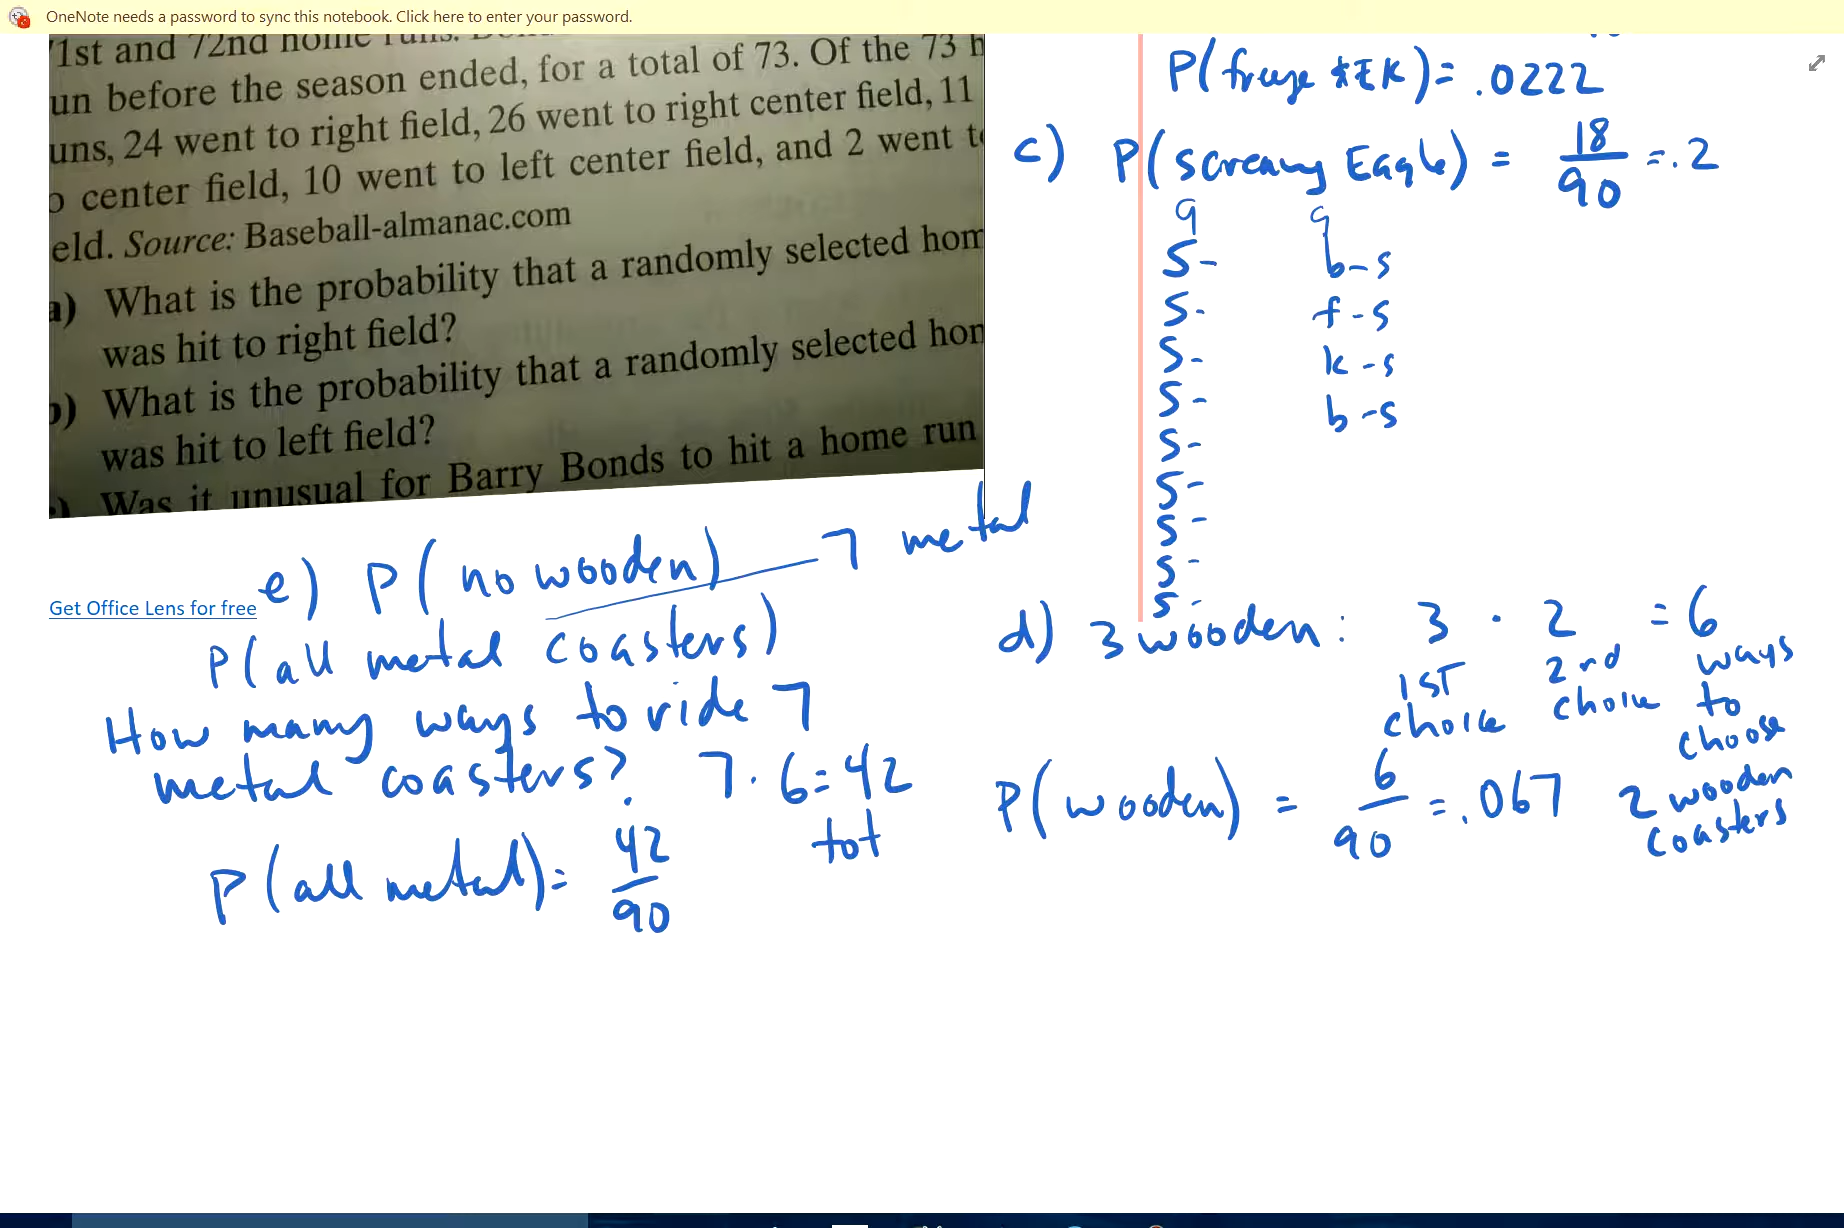 OneNote needs a password to sync this notebook. Click here to enter your password.
1st and 72nd home runs.
un before the season ended, for a total of 73. Of the 73 h
uns, 24 went to right field, 26 went to right center field, 11
o center field, 10 went to left center field, and 2 went to
eld. Source: Baseball-almanac.com
a) What is the probability that a randomly selected hom
was hit to right field?
b) What is the probability that a randomly selected hom
was hit to left field?
Was it unusual for Barry Bonds to hit a home run
Get Office Lens for free
e) P(no wooden) 7 metal
P(all metal coasters)
How many ways to ride 7
metal coasters? 7·6=42
tot
P(all metal)= 42/90
P( = .0222
c) P(Screamy Eagle) = 18/90 =.2
9 9
S- b-s
S- f-s
S- k-s
S- b-s
S-
S-
S-
S-
S-
d) 3 wooden: 3 · 2 = 6
1ST 2nd ways
choice choice to
choose
2 wooden
coasters
P(wooden) = 6/90 =.067